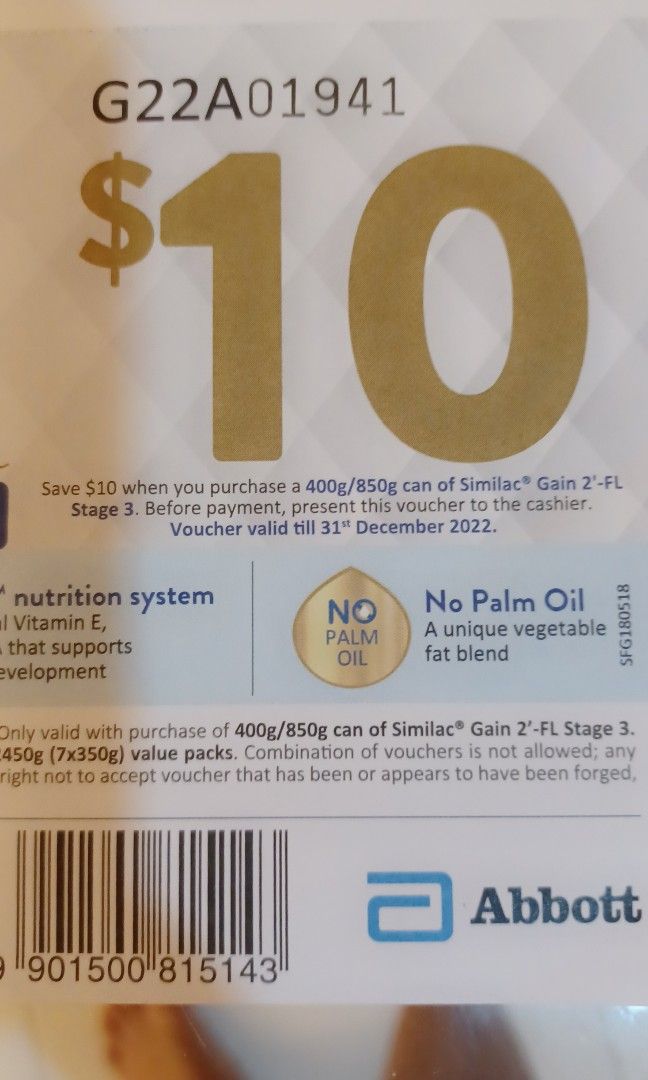 G22A01941
$10
Save $10 when you purchase a 400g/850g can of Similac® Gain 2'-FL
Stage 3. Before payment, present this voucher to the cashier.
Voucher valid till 31st December 2022.
nutrition system
Vitamin E,
that supports
NO
PALM
OIL
No Palm Oil
A unique vegetable
fat blend
SFG180518
Only valid with purchase of 400g/850g can of Similac® Gain 2'-FL Stage 3.
(7x350g) value packs. Combination of vouchers is not allowed; any
right not to accept voucher that has been or appears to have been forged,
9 901500 815143
Abbott